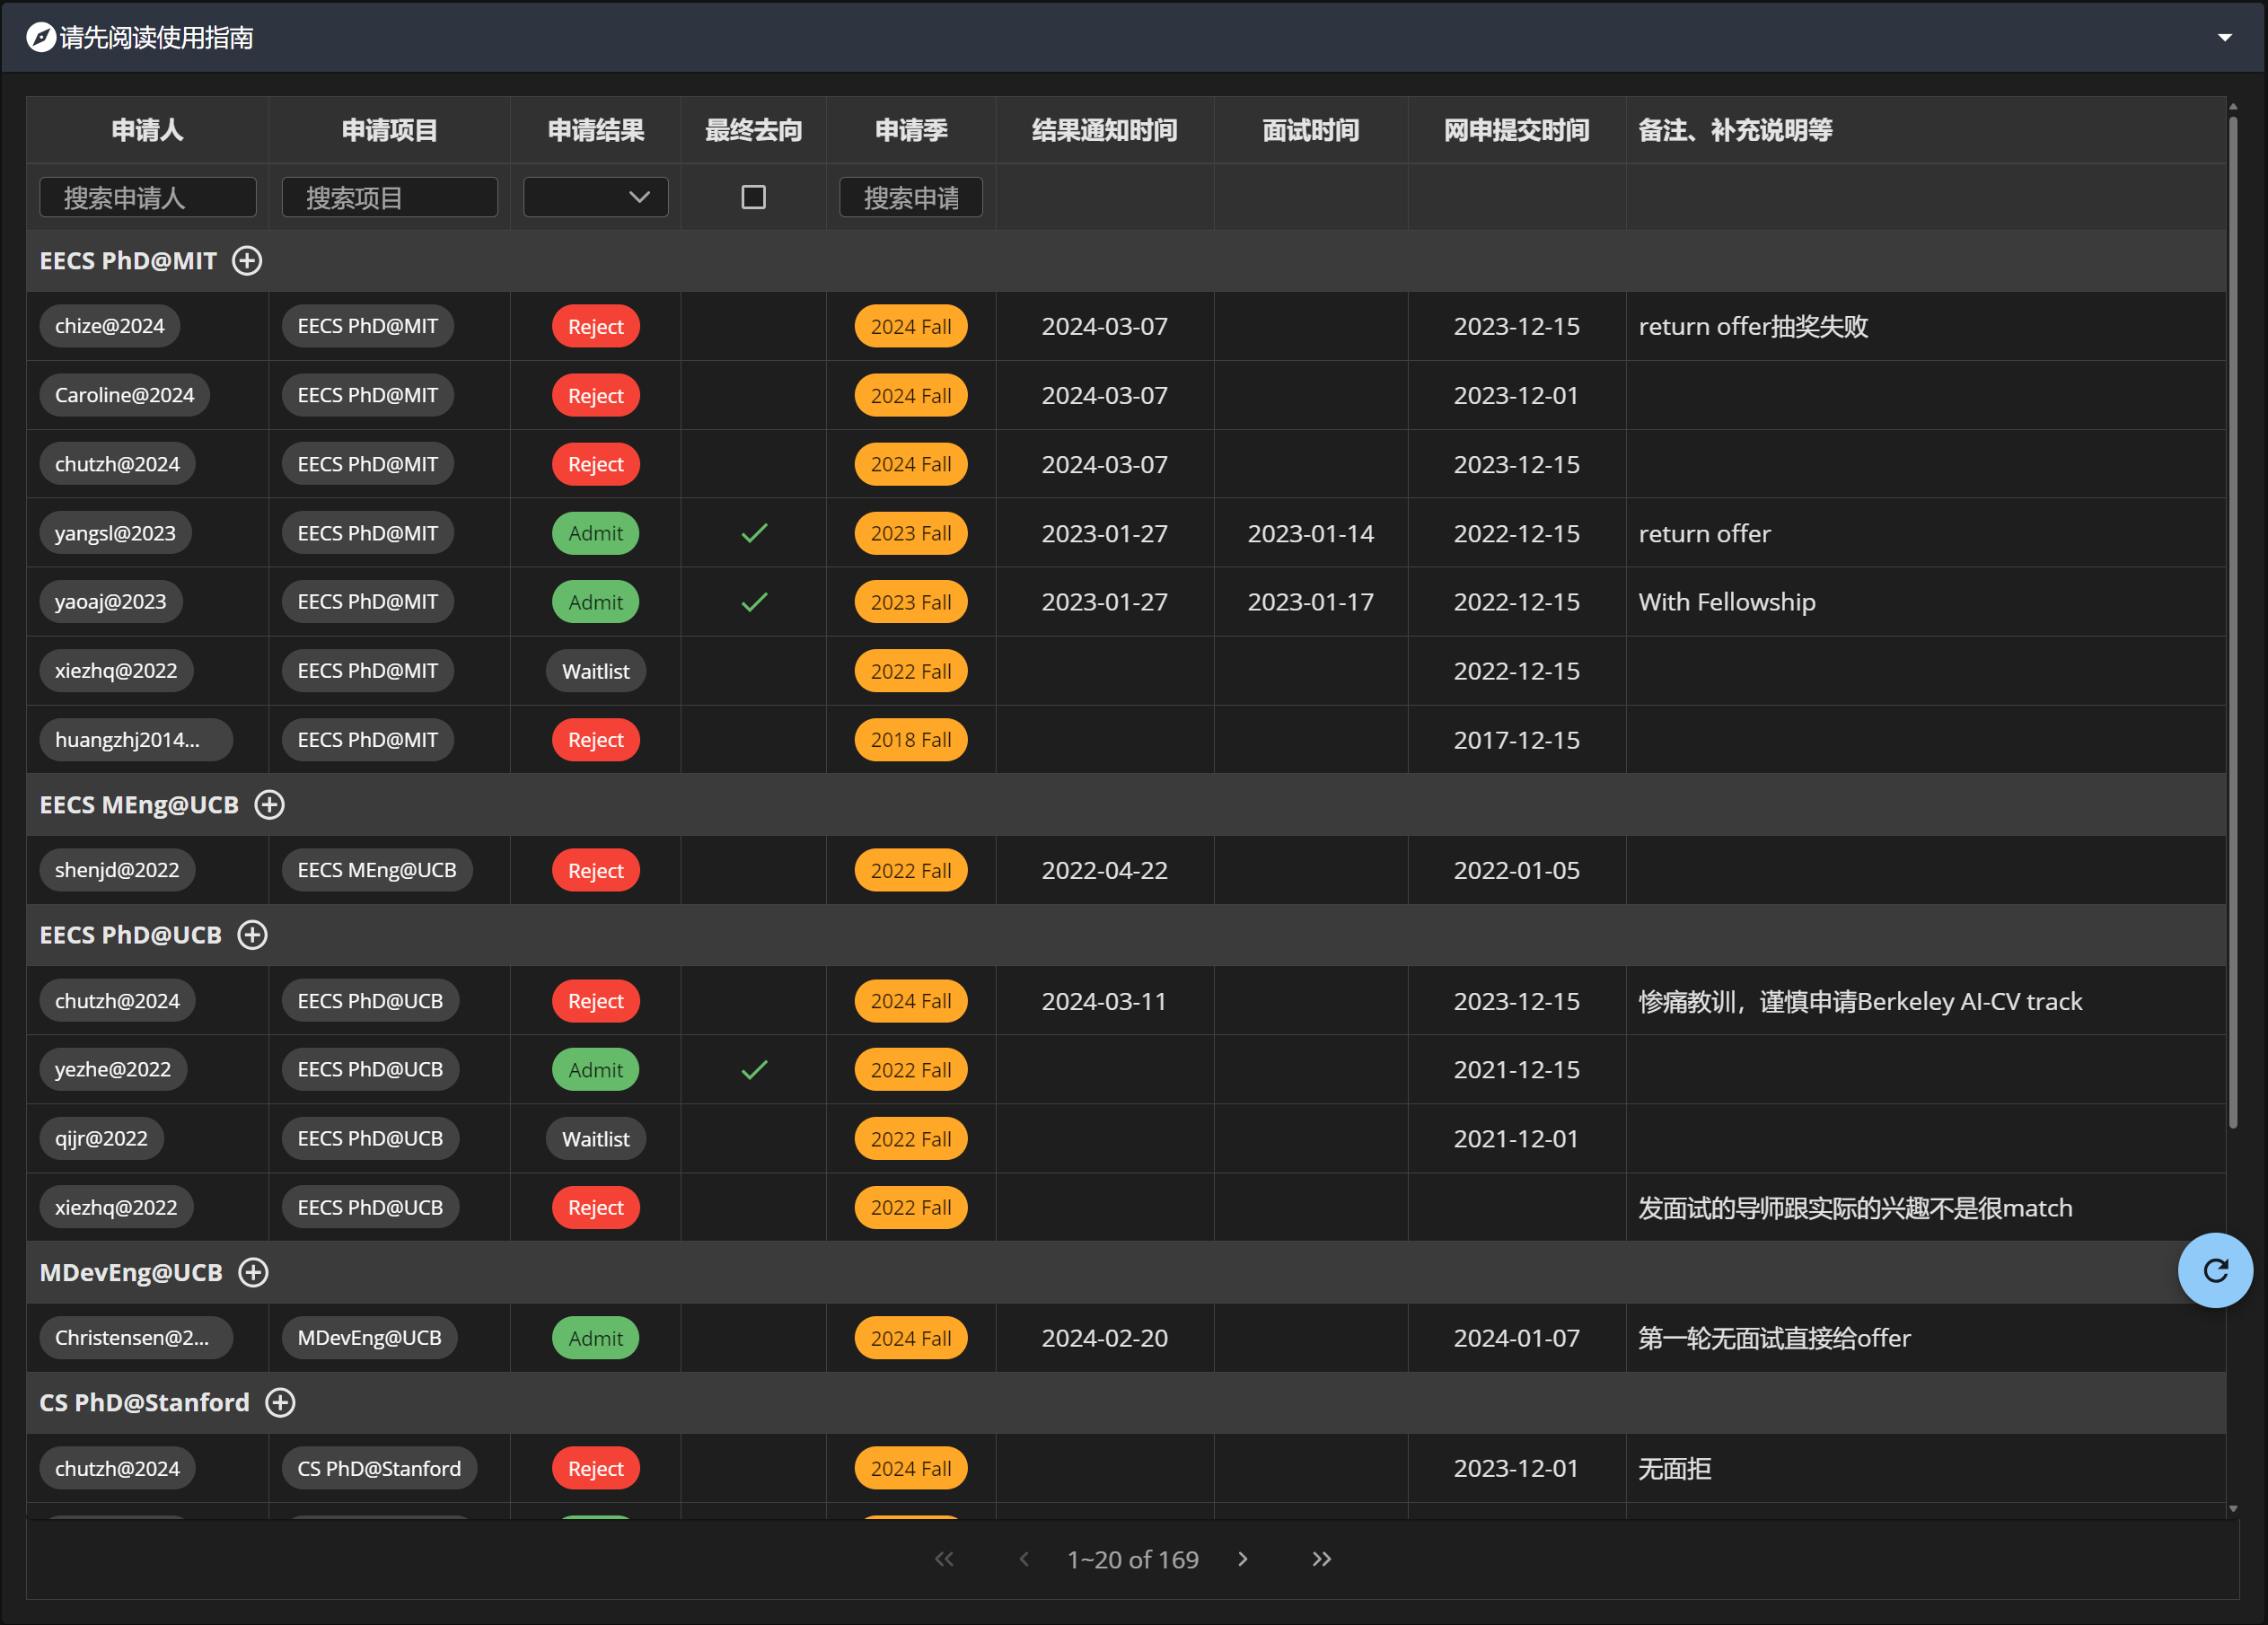 请先阅读使用指南
申请人 申请项目 申请结果 最终去向 申请季 结果通知时间 面试时间 网申提交时间 备注、补充说明等
搜索申请人 搜索项目 搜索申请
EECS PhD@MIT
chize@2024 EECS PhD@MIT Reject 2024 Fall 2024-03-07 2023-12-15 return offer抽奖失败
Caroline@2024 EECS PhD@MIT Reject 2024 Fall 2024-03-07 2023-12-01
chutzh@2024 EECS PhD@MIT Reject 2024 Fall 2024-03-07 2023-12-15
yangsl@2023 EECS PhD@MIT Admit 2023 Fall 2023-01-27 2023-01-14 2022-12-15 return offer
yaoaj@2023 EECS PhD@MIT Admit 2023 Fall 2023-01-27 2023-01-17 2022-12-15 With Fellowship
xiezhq@2022 EECS PhD@MIT Waitlist 2022 Fall 2022-12-15
huangzhj2014... EECS PhD@MIT Reject 2018 Fall 2017-12-15
EECS MEng@UCB
shenjd@2022 EECS MEng@UCB Reject 2022 Fall 2022-04-22 2022-01-05
EECS PhD@UCB
chutzh@2024 EECS PhD@UCB Reject 2024 Fall 2024-03-11 2023-12-15 惨痛教训，谨慎申请Berkeley AI-CV track
yezhe@2022 EECS PhD@UCB Admit 2022 Fall 2021-12-15
qijr@2022 EECS PhD@UCB Waitlist 2022 Fall 2021-12-01
xiezhq@2022 EECS PhD@UCB Reject 2022 Fall 发面试的导师跟实际的兴趣不是很match
MDevEng@UCB
Christensen@2... MDevEng@UCB Admit 2024 Fall 2024-02-20 2024-01-07 第一轮无面试直接给offer
CS PhD@Stanford
chutzh@2024 CS PhD@Stanford Reject 2024 Fall 2023-12-01 无面拒
1~20 of 169